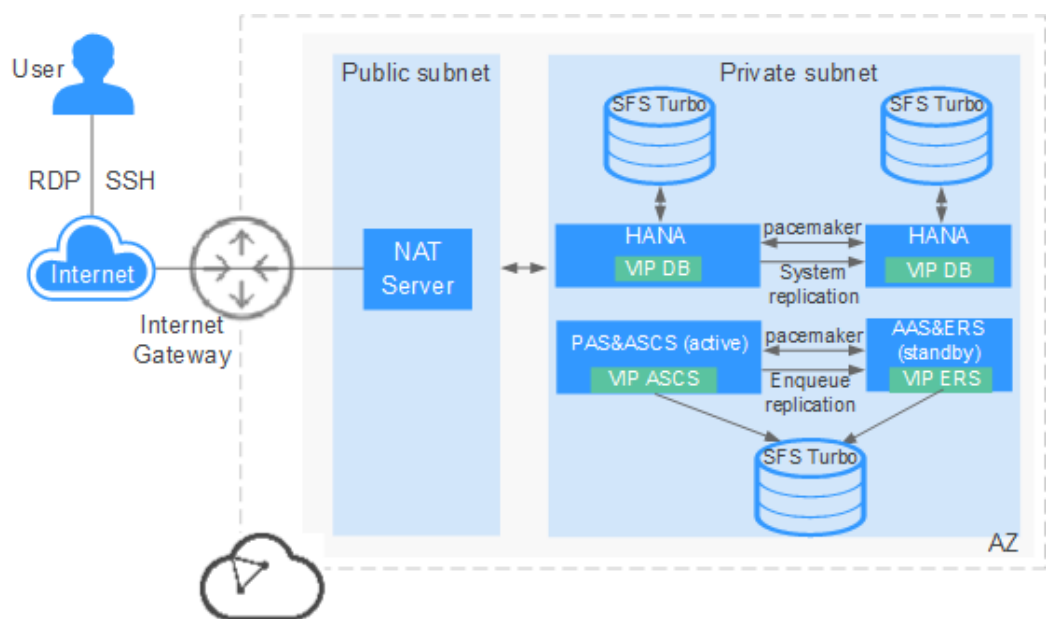 User
RDP
SSH
Internet
Internet
Gateway
Public subnet
NAT
Server
Private subnet
SFS Turbo
SFS Turbo
HANA
VIP DB
pacemaker
System
replication
HANA
VIP DB
PAS&ASCS (active)
VIP ASCS
pacemaker
Enqueue
replication
AAS&ERS
(standby)
VIP ERS
SFS Turbo
AZ